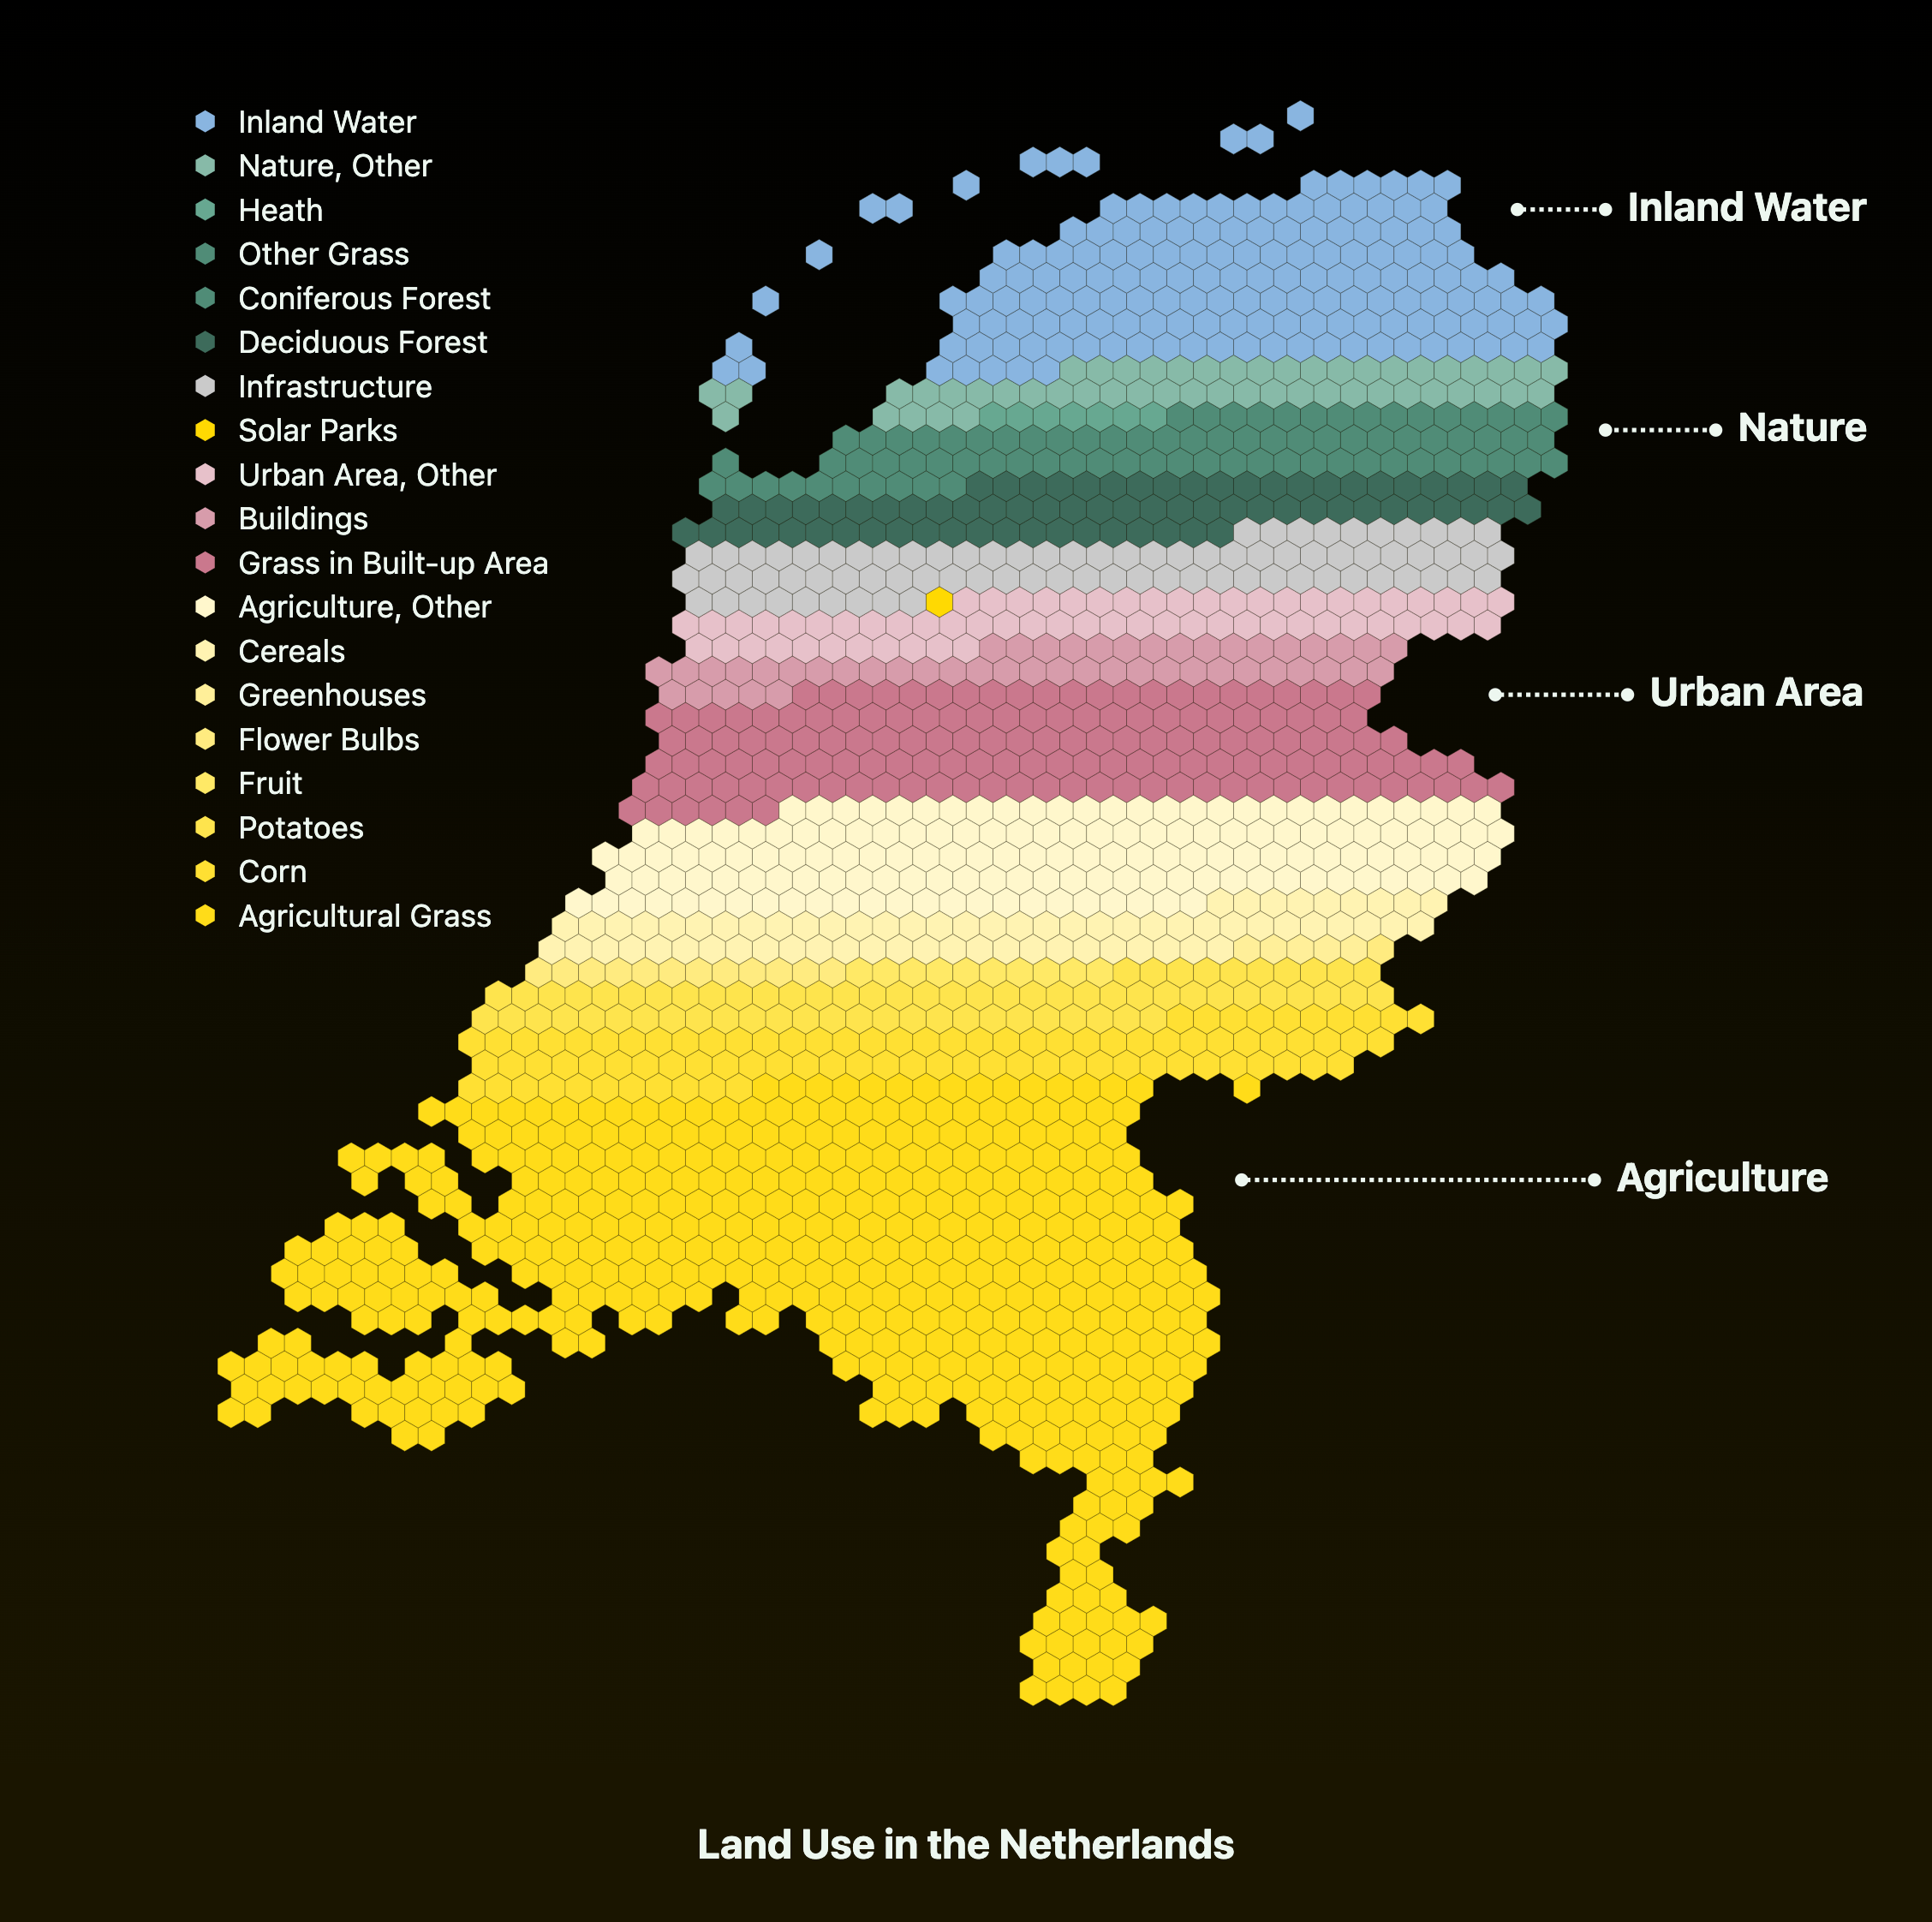 Inland Water
Nature, Other
Heath
Other Grass
Coniferous Forest
Deciduous Forest
Infrastructure
Solar Parks
Urban Area, Other
Buildings
Grass in Built-up Area
Agriculture, Other
Cereals
Greenhouses
Flower Bulbs
Fruit
Potatoes
Corn
Agricultural Grass
Inland Water
Nature
Urban Area
Agriculture
Land Use in the Netherlands